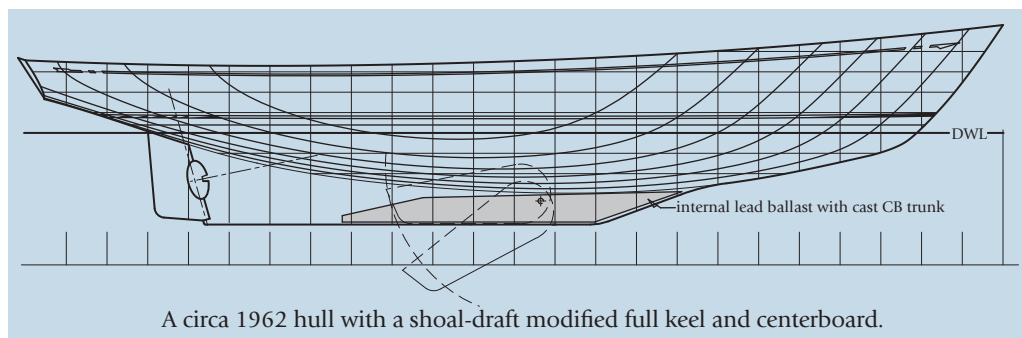 DWL
internal lead ballast with cast CB trunk
A circa 1962 hull with a shoal-draft modified full keel and centerboard.